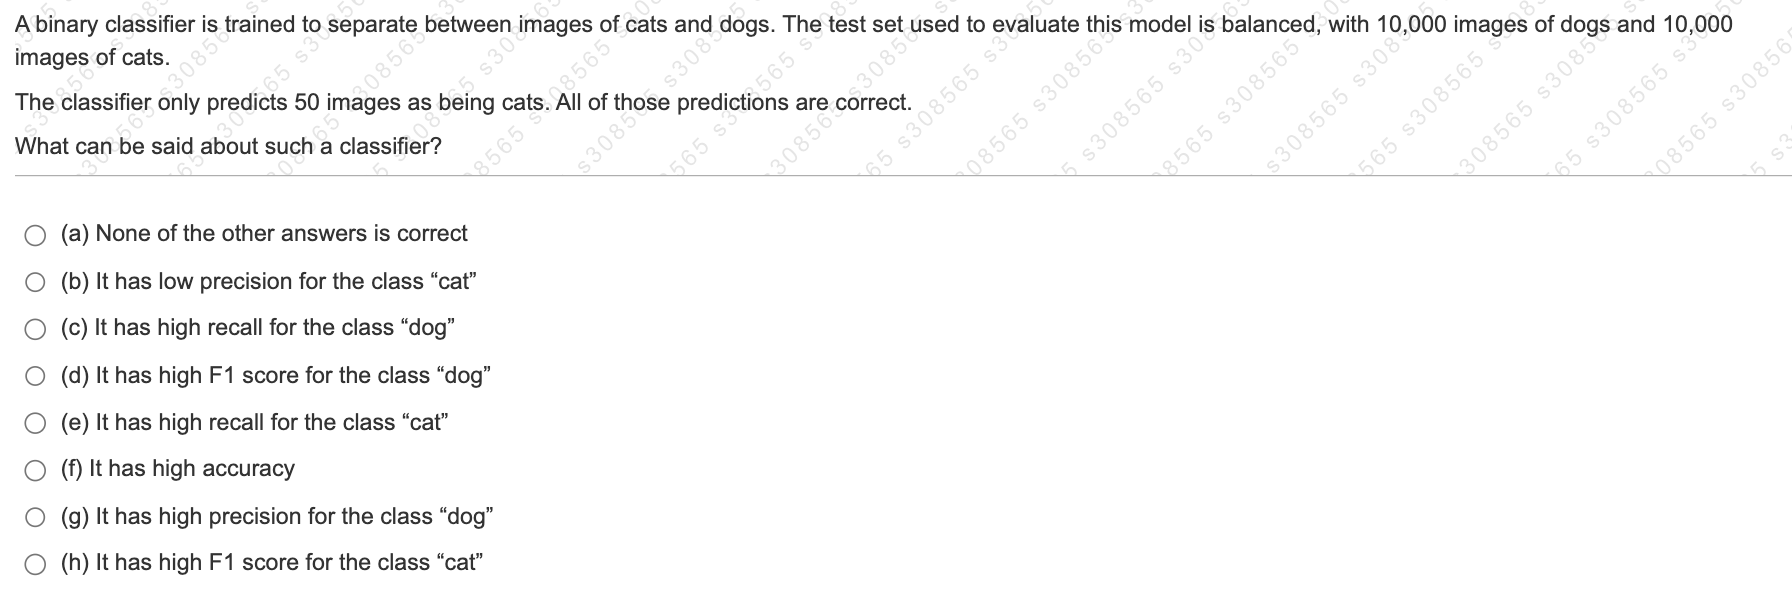 A binary classifier is trained to separate between images of cats and dogs. The test set used to evaluate this model is balanced, with 10,000 images of dogs and 10,000
images of cats.
The classifier only predicts 50 images as being cats. All of those predictions are correct.
What can be said about such a classifier?
(a) None of the other answers is correct
(b) It has low precision for the class “cat”
(c) It has high recall for the class “dog”
(d) It has high F1 score for the class “dog”
(e) It has high recall for the class “cat”
(f) It has high accuracy
(g) It has high precision for the class “dog”
(h) It has high F1 score for the class “cat”